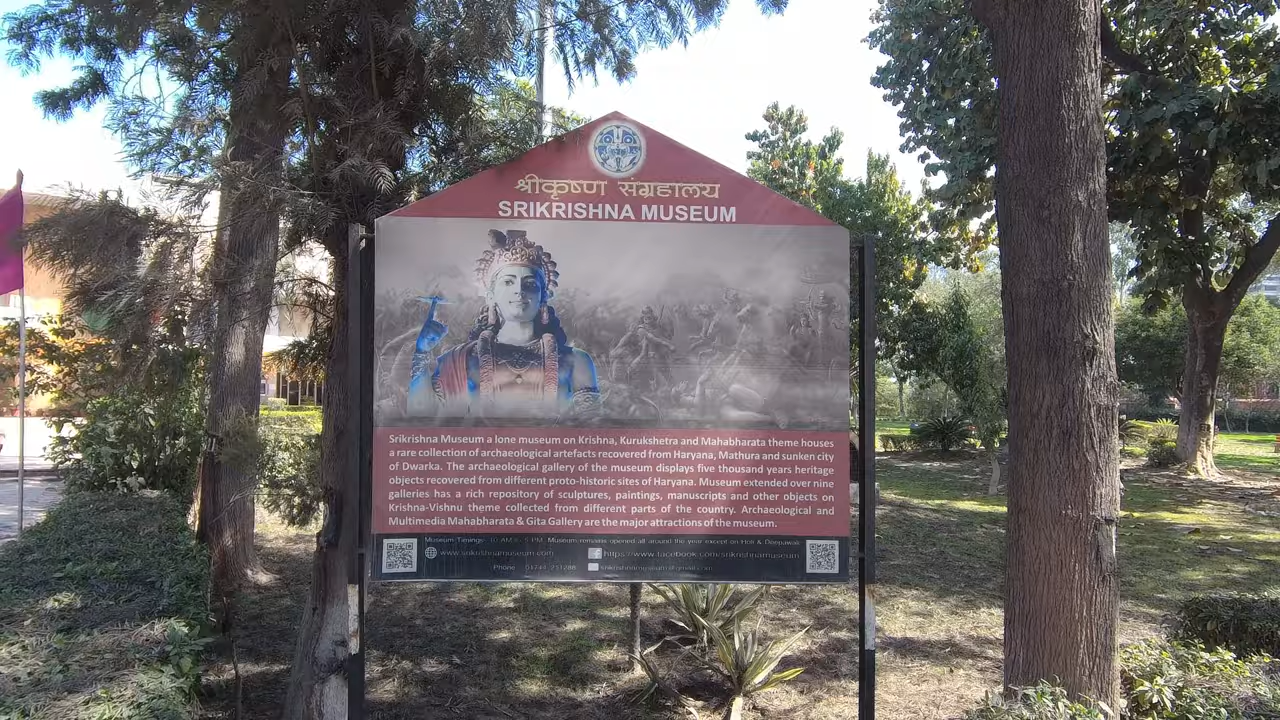 श्रीकृष्ण संग्रहालय
SRIKRISHNA MUSEUM
Srikrishna Museum a lone museum on Krishna, Kurukshetra and Mahabharata theme houses
a rare collection of archaeological artefacts recovered from Haryana, Mathura and sunken city
of Dwarka. The archaeological gallery of the museum displays five thousand years heritage
objects recovered from different proto-historic sites of Haryana. Museum extended over nine
galleries has a rich repository of sculptures, paintings, manuscripts and other objects on
Krishna-Vishnu theme collected from different parts of the country. Archaeological and
Multimedia Mahabharata & Gita Gallery are the major attractions of the museum.
Museum Timings: 10 AM - 5 PM. Museum remains opened all around the year except on Holi & Deepawali
www.srikrishnamuseum.com https://www.facebook.com/srikrishnamuseum
Phone srikrishnamuseum@gmail.com